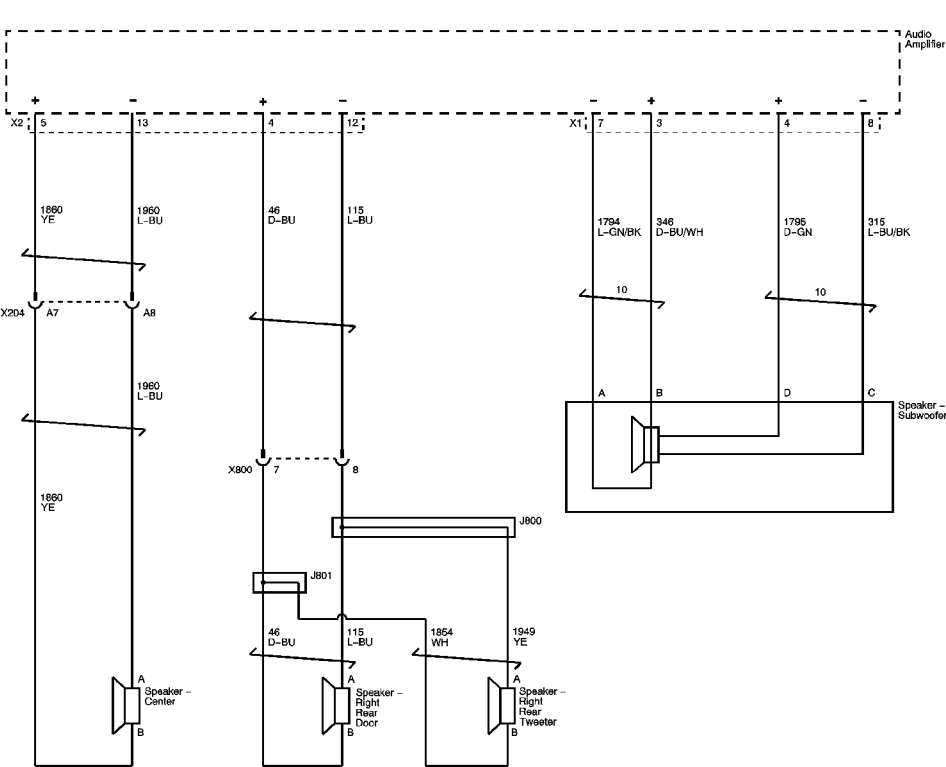 Audio
Amplifier
+ − + − − + + −
X2 5 13 4 12 X1 7 3 4 8
1860
YE
1960
L−BU
46
D−BU
115
L−BU
1794
L−GN/BK
346
D−BU/WH
1795
D−GN
315
L−BU/BK
10
10
X204 A7 A8
1960
L−BU
A B D C
Speaker −
Subwoofer
X800 7 8
1860
YE
J800
J801
46
D−BU
115
L−BU
1854
WH
1949
YE
A
Speaker −
Center
B
A
Speaker −
Right
Rear
Door
B
A
Speaker −
Right
Rear
Tweeter
B